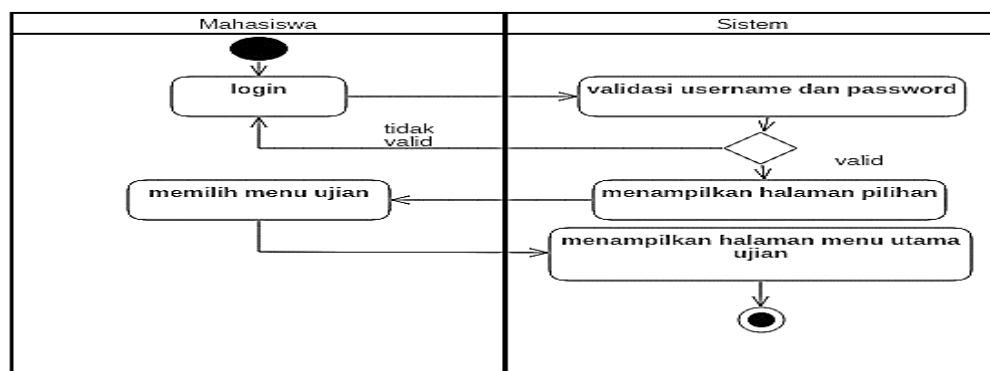 Mahasiswa
Sistem
login
validasi username dan password
tidak
valid
valid
memilih menu ujian
menampilkan halaman pilihan
menampilkan halaman menu utama
ujian